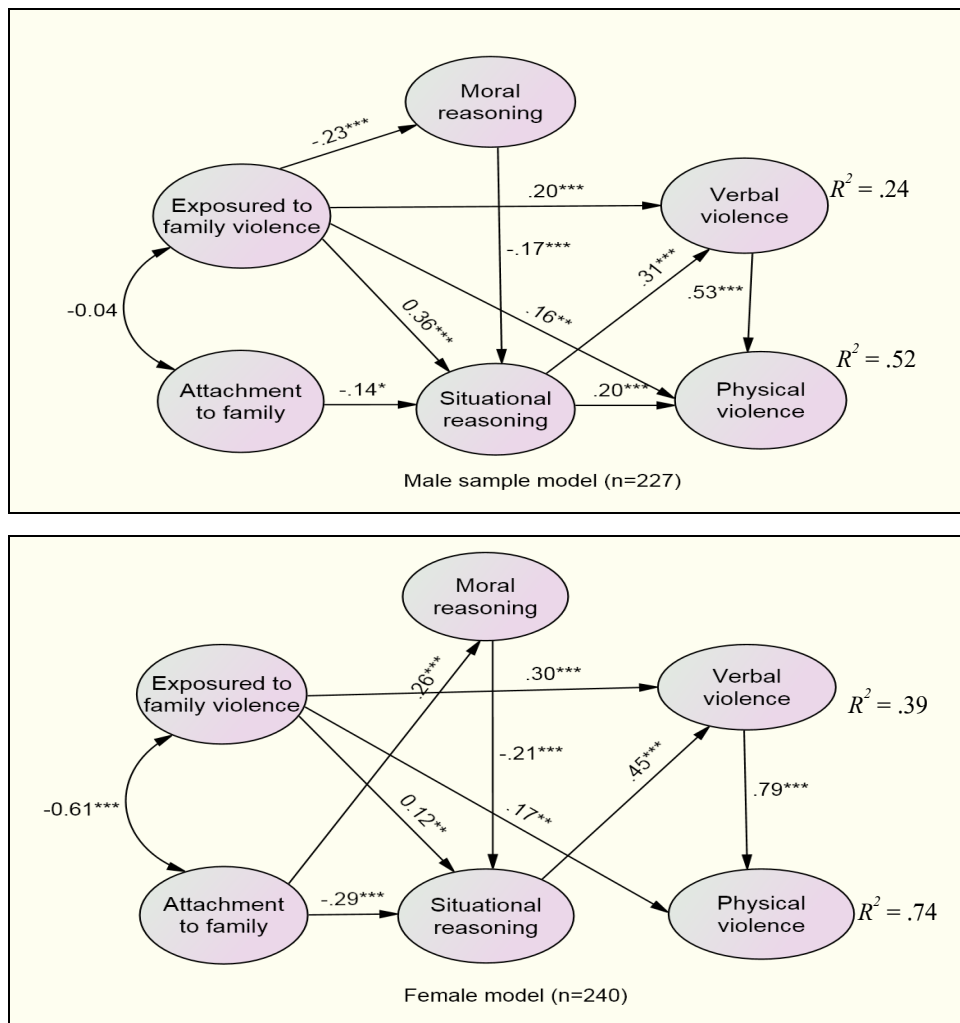 Moral
reasoning
-.23***
Exposured to
family violence
.20***
Verbal
violence
R² = .24
-.17***
.31***
.53***
-0.04
0.36***
.16**
R² = .52
Attachment
to family
-.14*
Situational
reasoning
.20***
Physical
violence
Male sample model (n=227)
Moral
reasoning
Exposured to
family violence
.26***
.30***
Verbal
violence
R² = .39
-.21***
.45***
.79***
-0.61***
0.12**
.17**
Attachment
to family
-.29***
Situational
reasoning
Physical
violence
R² = .74
Female model (n=240)